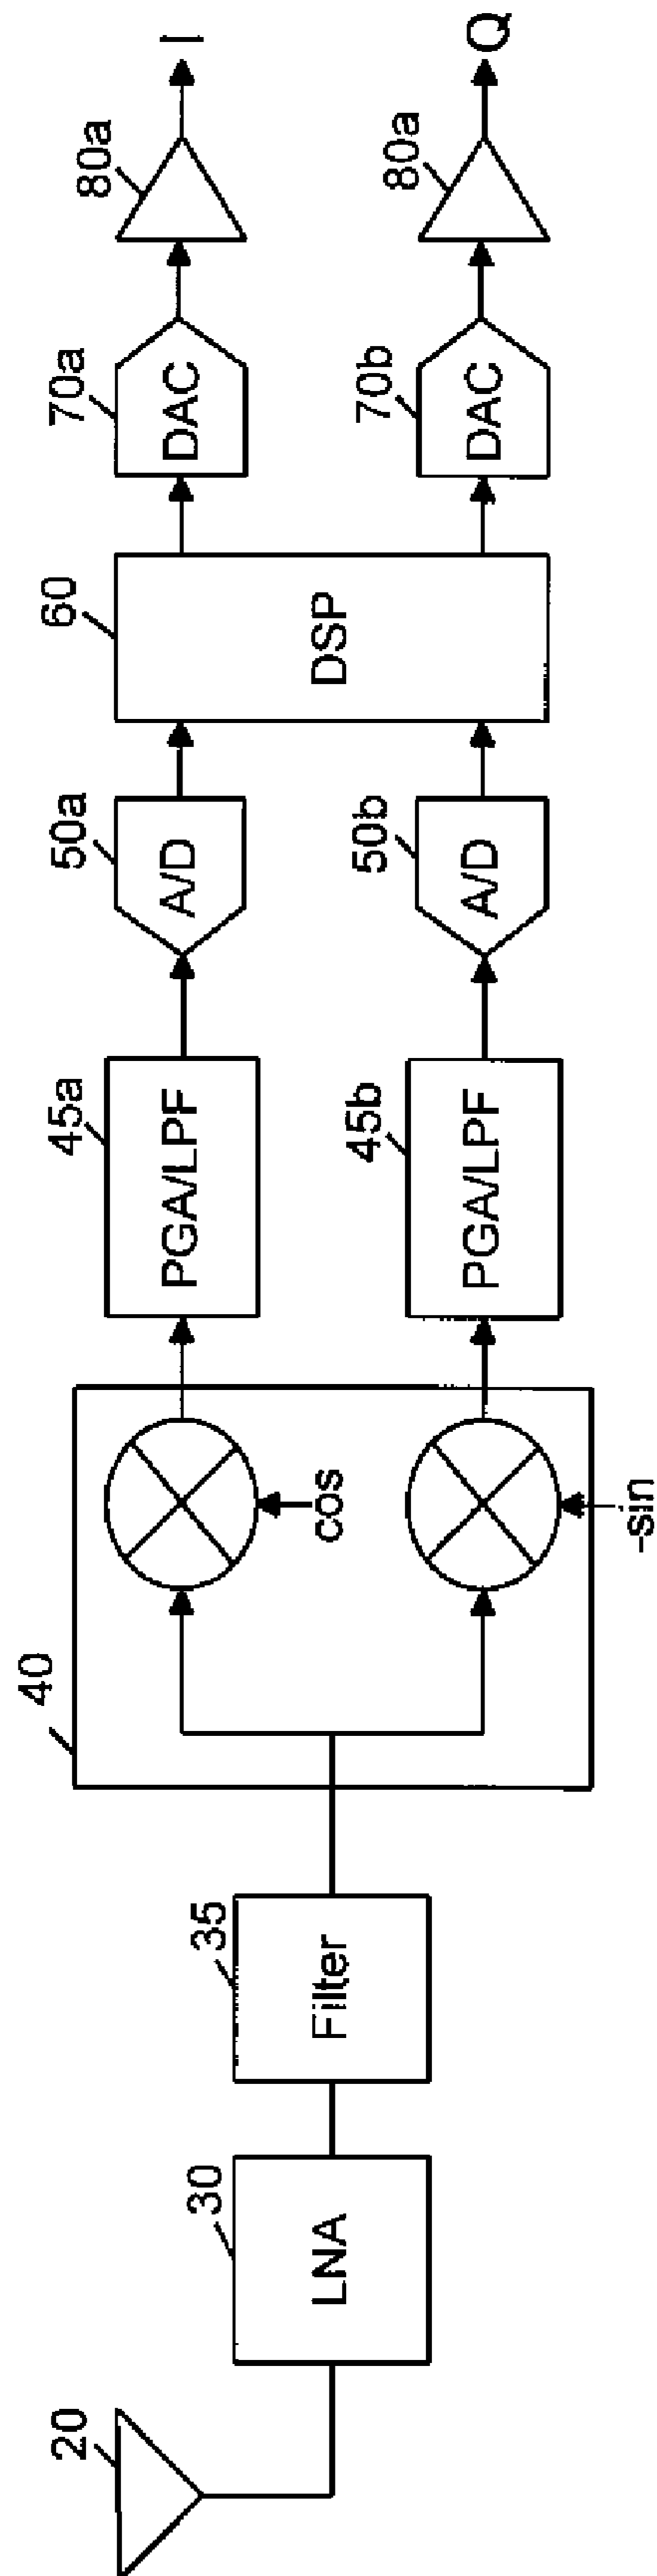 20
30
LNA
35
Filter
40
cos
-sin
45a
PGA/LPF
45b
PGA/LPF
50a
A/D
50b
A/D
60
DSP
70a
DAC
70b
DAC
80a
I
80a
Q